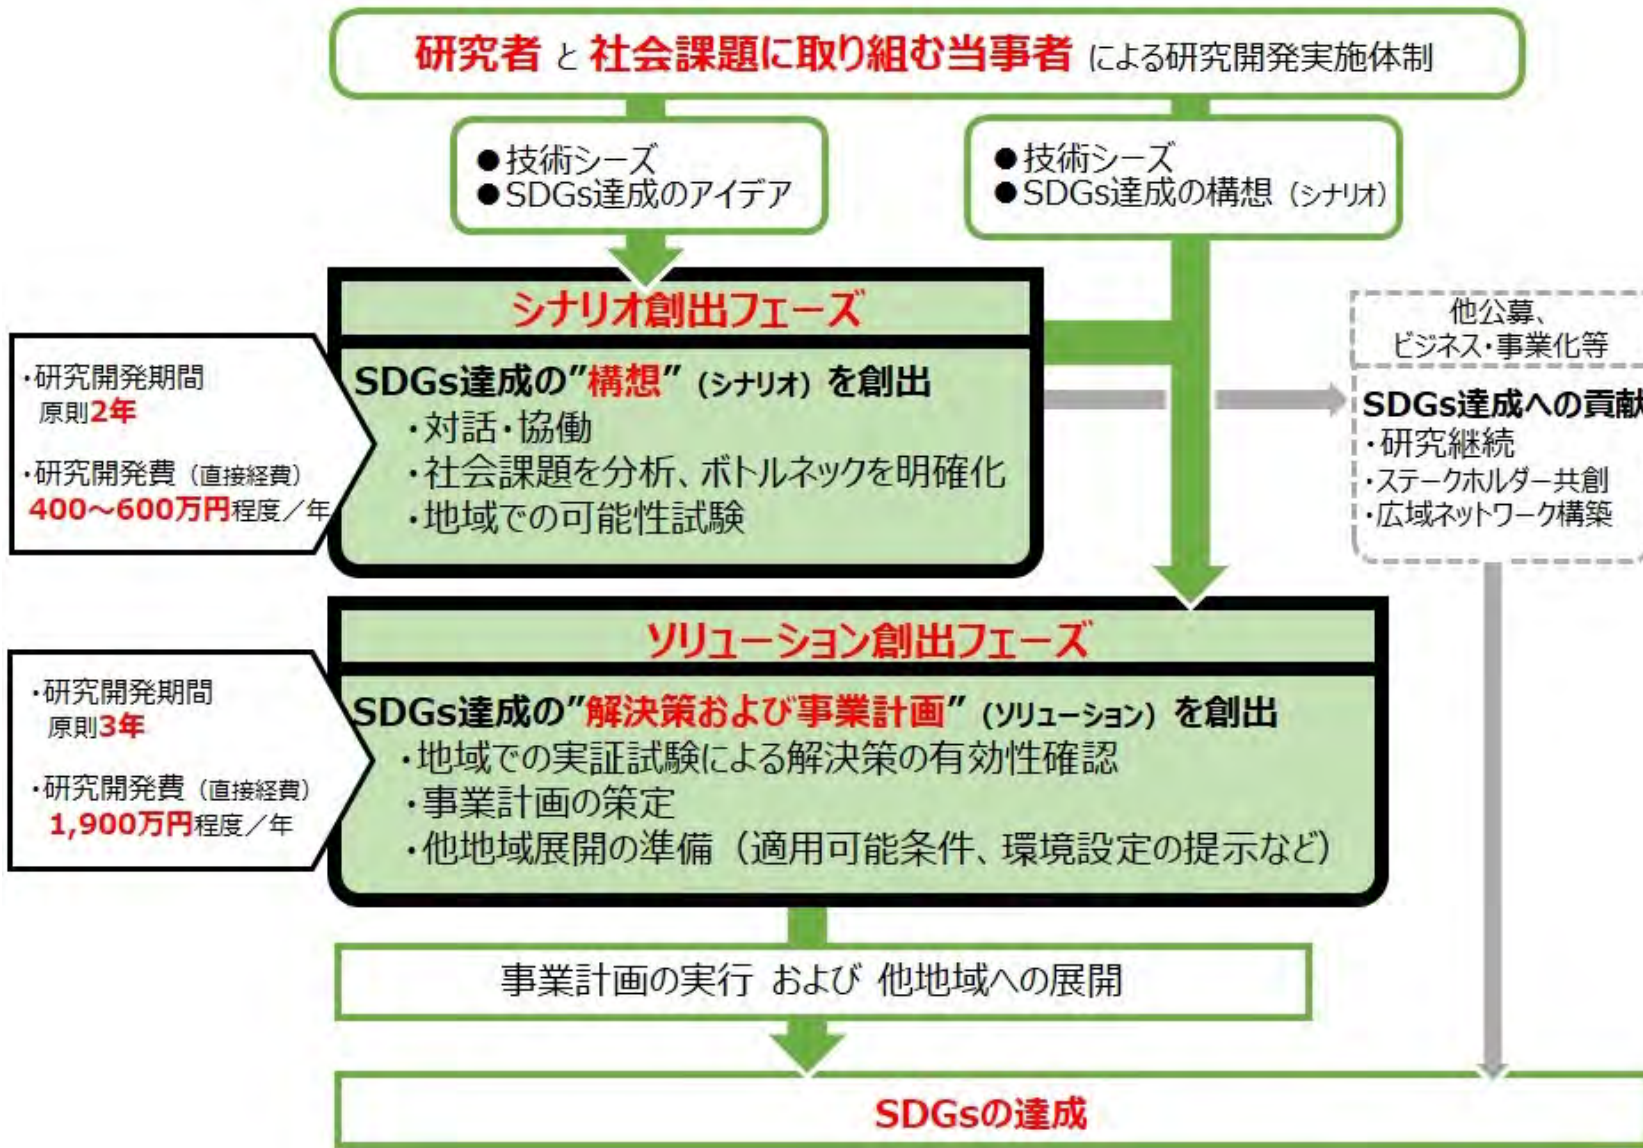 研究者 と 社会課題に取り組む当事者 による研究開発実施体制
●技術シーズ
●SDGs達成のアイデア
●技術シーズ
●SDGs達成の構想（シナリオ）
シナリオ創出フェーズ
・研究開発期間
原則2年
・研究開発費（直接経費）
400～600万円程度／年
SDGs達成の”構想”（シナリオ）を創出
・対話・協働
・社会課題を分析、ボトルネックを明確化
・地域での可能性試験
他公募、
ビジネス・事業化等
SDGs達成への貢献
・研究継続
・ステークホルダー共創
・広域ネットワーク構築
ソリューション創出フェーズ
・研究開発期間
原則3年
・研究開発費（直接経費）
1,900万円程度／年
SDGs達成の”解決策および事業計画”（ソリューション）を創出
・地域での実証試験による解決策の有効性確認
・事業計画の策定
・他地域展開の準備（適用可能条件、環境設定の提示など）
事業計画の実行 および 他地域への展開
SDGsの達成